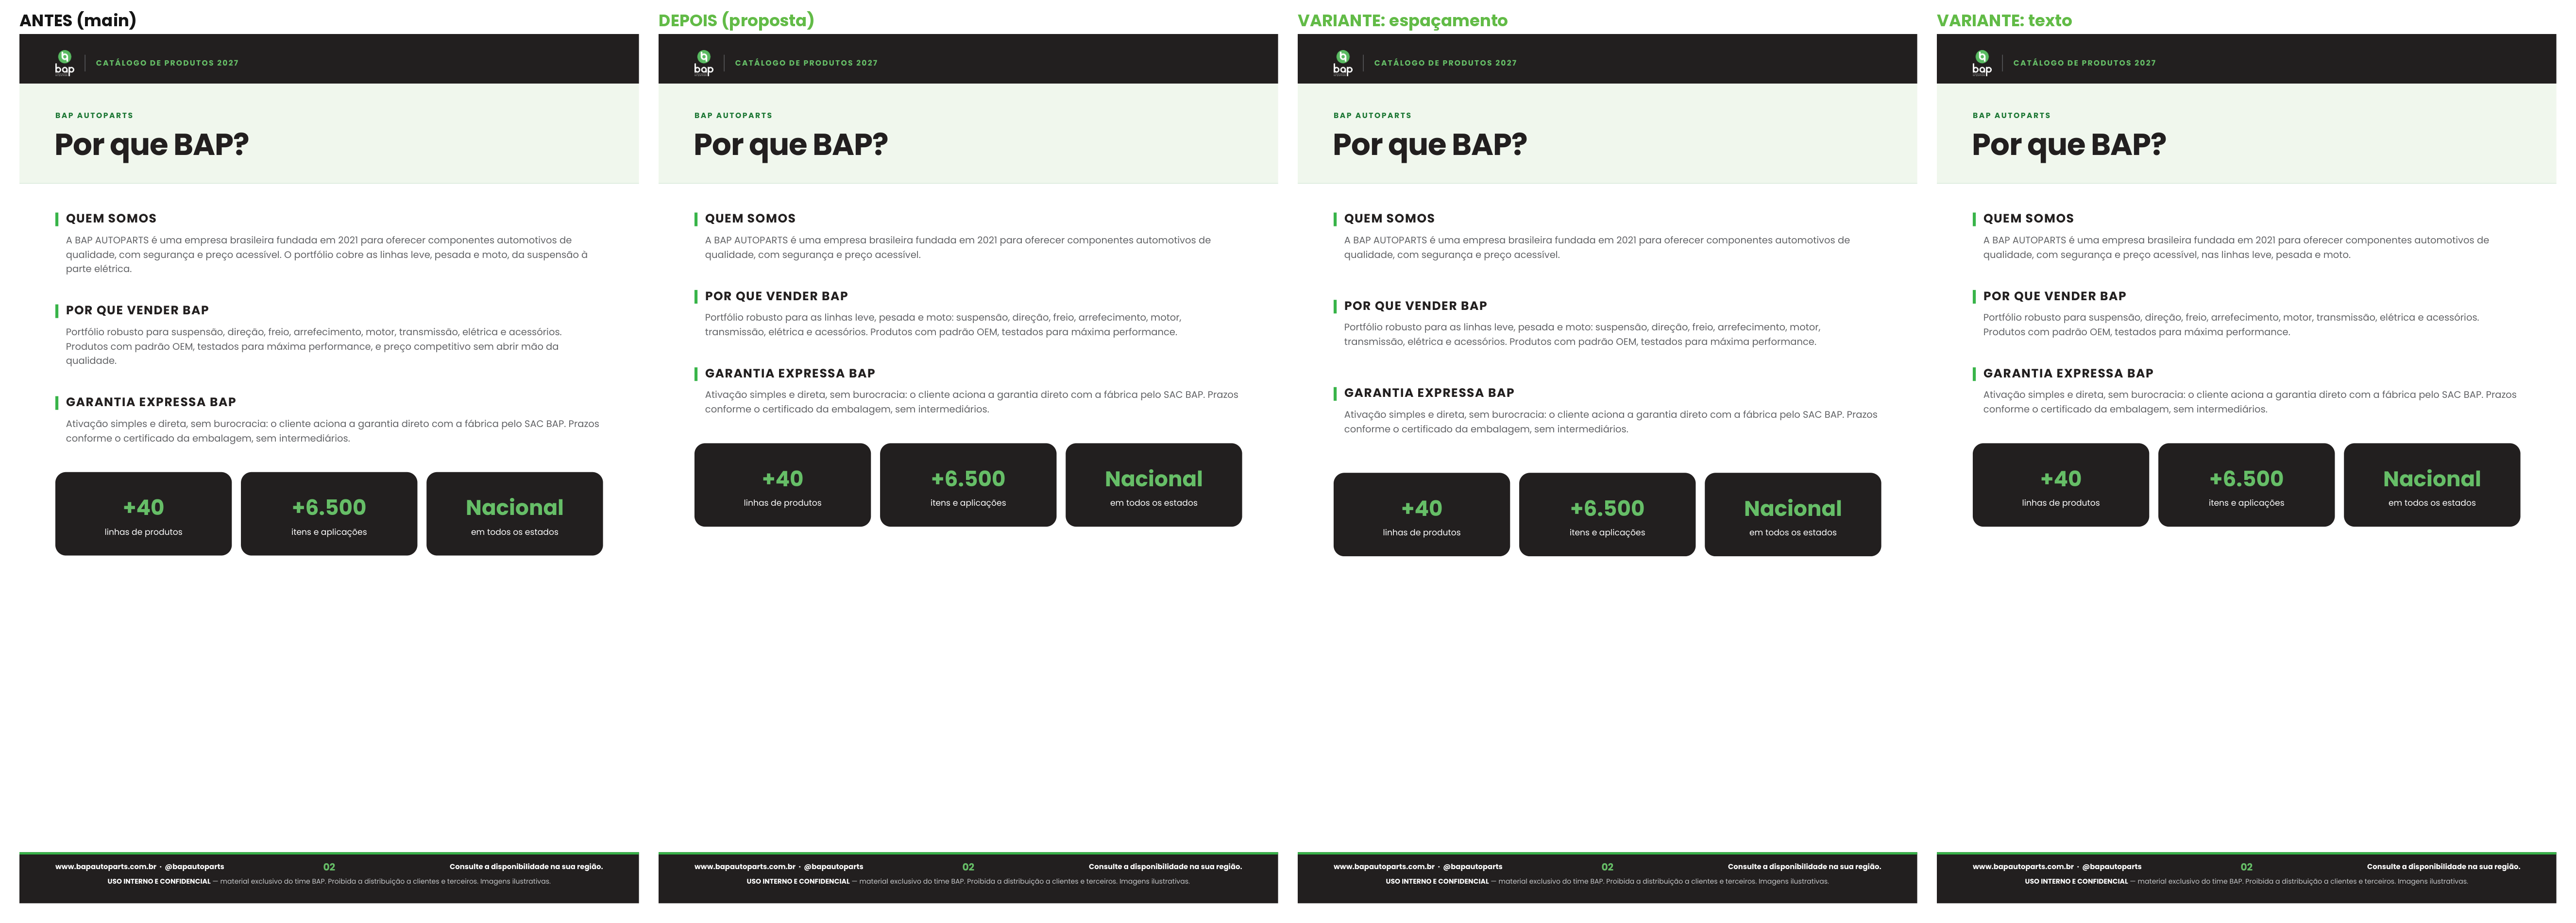 ANTES (main)
bap
CATÁLOGO DE PRODUTOS 2027
BAP AUTOPARTS
Por que BAP?
QUEM SOMOS
A BAP AUTOPARTS é uma empresa brasileira fundada em 2021 para oferecer componentes automotivos de
qualidade, com segurança e preço acessível. O portfólio cobre as linhas leve, pesada e moto, da suspensão à
parte elétrica.
POR QUE VENDER BAP
Portfólio robusto para suspensão, direção, freio, arrefecimento, motor, transmissão, elétrica e acessórios.
Produtos com padrão OEM, testados para máxima performance, e preço competitivo sem abrir mão da
qualidade.
GARANTIA EXPRESSA BAP
Ativação simples e direta, sem burocracia: o cliente aciona a garantia direto com a fábrica pelo SAC BAP. Prazos
conforme o certificado da embalagem, sem intermediários.
+40
linhas de produtos
+6.500
itens e aplicações
Nacional
em todos os estados
www.bapautoparts.com.br · @bapautoparts
02
Consulte a disponibilidade na sua região.
USO INTERNO E CONFIDENCIAL — material exclusivo do time BAP. Proibida a distribuição a clientes e terceiros. Imagens ilustrativas.
DEPOIS (proposta)
bap
CATÁLOGO DE PRODUTOS 2027
BAP AUTOPARTS
Por que BAP?
QUEM SOMOS
A BAP AUTOPARTS é uma empresa brasileira fundada em 2021 para oferecer componentes automotivos de
qualidade, com segurança e preço acessível.
POR QUE VENDER BAP
Portfólio robusto para as linhas leve, pesada e moto: suspensão, direção, freio, arrefecimento, motor,
transmissão, elétrica e acessórios. Produtos com padrão OEM, testados para máxima performance.
GARANTIA EXPRESSA BAP
Ativação simples e direta, sem burocracia: o cliente aciona a garantia direto com a fábrica pelo SAC BAP. Prazos
conforme o certificado da embalagem, sem intermediários.
+40
linhas de produtos
+6.500
itens e aplicações
Nacional
em todos os estados
www.bapautoparts.com.br · @bapautoparts
02
Consulte a disponibilidade na sua região.
USO INTERNO E CONFIDENCIAL — material exclusivo do time BAP. Proibida a distribuição a clientes e terceiros. Imagens ilustrativas.
VARIANTE: espaçamento
bap
CATÁLOGO DE PRODUTOS 2027
BAP AUTOPARTS
Por que BAP?
QUEM SOMOS
A BAP AUTOPARTS é uma empresa brasileira fundada em 2021 para oferecer componentes automotivos de
qualidade, com segurança e preço acessível.
POR QUE VENDER BAP
Portfólio robusto para as linhas leve, pesada e moto: suspensão, direção, freio, arrefecimento, motor,
transmissão, elétrica e acessórios. Produtos com padrão OEM, testados para máxima performance.
GARANTIA EXPRESSA BAP
Ativação simples e direta, sem burocracia: o cliente aciona a garantia direto com a fábrica pelo SAC BAP. Prazos
conforme o certificado da embalagem, sem intermediários.
+40
linhas de produtos
+6.500
itens e aplicações
Nacional
em todos os estados
www.bapautoparts.com.br · @bapautoparts
02
Consulte a disponibilidade na sua região.
USO INTERNO E CONFIDENCIAL — material exclusivo do time BAP. Proibida a distribuição a clientes e terceiros. Imagens ilustrativas.
VARIANTE: texto
bap
CATÁLOGO DE PRODUTOS 2027
BAP AUTOPARTS
Por que BAP?
QUEM SOMOS
A BAP AUTOPARTS é uma empresa brasileira fundada em 2021 para oferecer componentes automotivos de
qualidade, com segurança e preço acessível, nas linhas leve, pesada e moto.
POR QUE VENDER BAP
Portfólio robusto para suspensão, direção, freio, arrefecimento, motor, transmissão, elétrica e acessórios.
Produtos com padrão OEM, testados para máxima performance.
GARANTIA EXPRESSA BAP
Ativação simples e direta, sem burocracia: o cliente aciona a garantia direto com a fábrica pelo SAC BAP. Prazos
conforme o certificado da embalagem, sem intermediários.
+40
linhas de produtos
+6.500
itens e aplicações
Nacional
em todos os estados
www.bapautoparts.com.br · @bapautoparts
02
Consulte a disponibilidade na sua região.
USO INTERNO E CONFIDENCIAL — material exclusivo do time BAP. Proibida a distribuição a clientes e terceiros. Imagens ilustrativas.